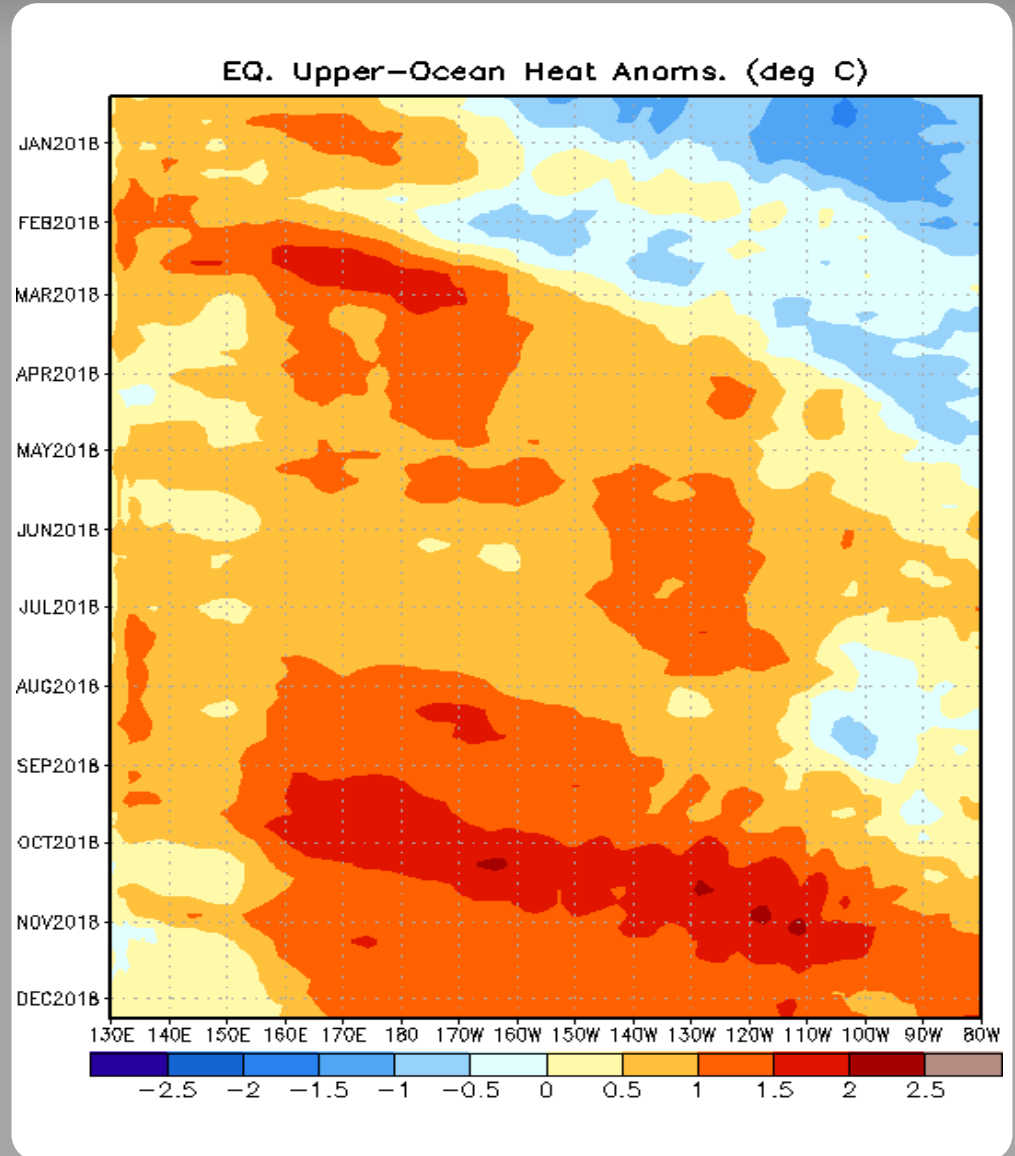 EQ. Upper-Ocean Heat Anoms. (deg C)
JAN2018
FEB2018
MAR2018
APR2018
MAY2018
JUN2018
JUL2018
AUG2018
SEP2018
OCT2018
NOV2018
DEC2018
130E 140E 150E 160E 170E 180 170W 160W 150W 140W 130W 120W 110W 100W 90W 80W
-2.5 -2 -1.5 -1 -0.5 0 0.5 1 1.5 2 2.5